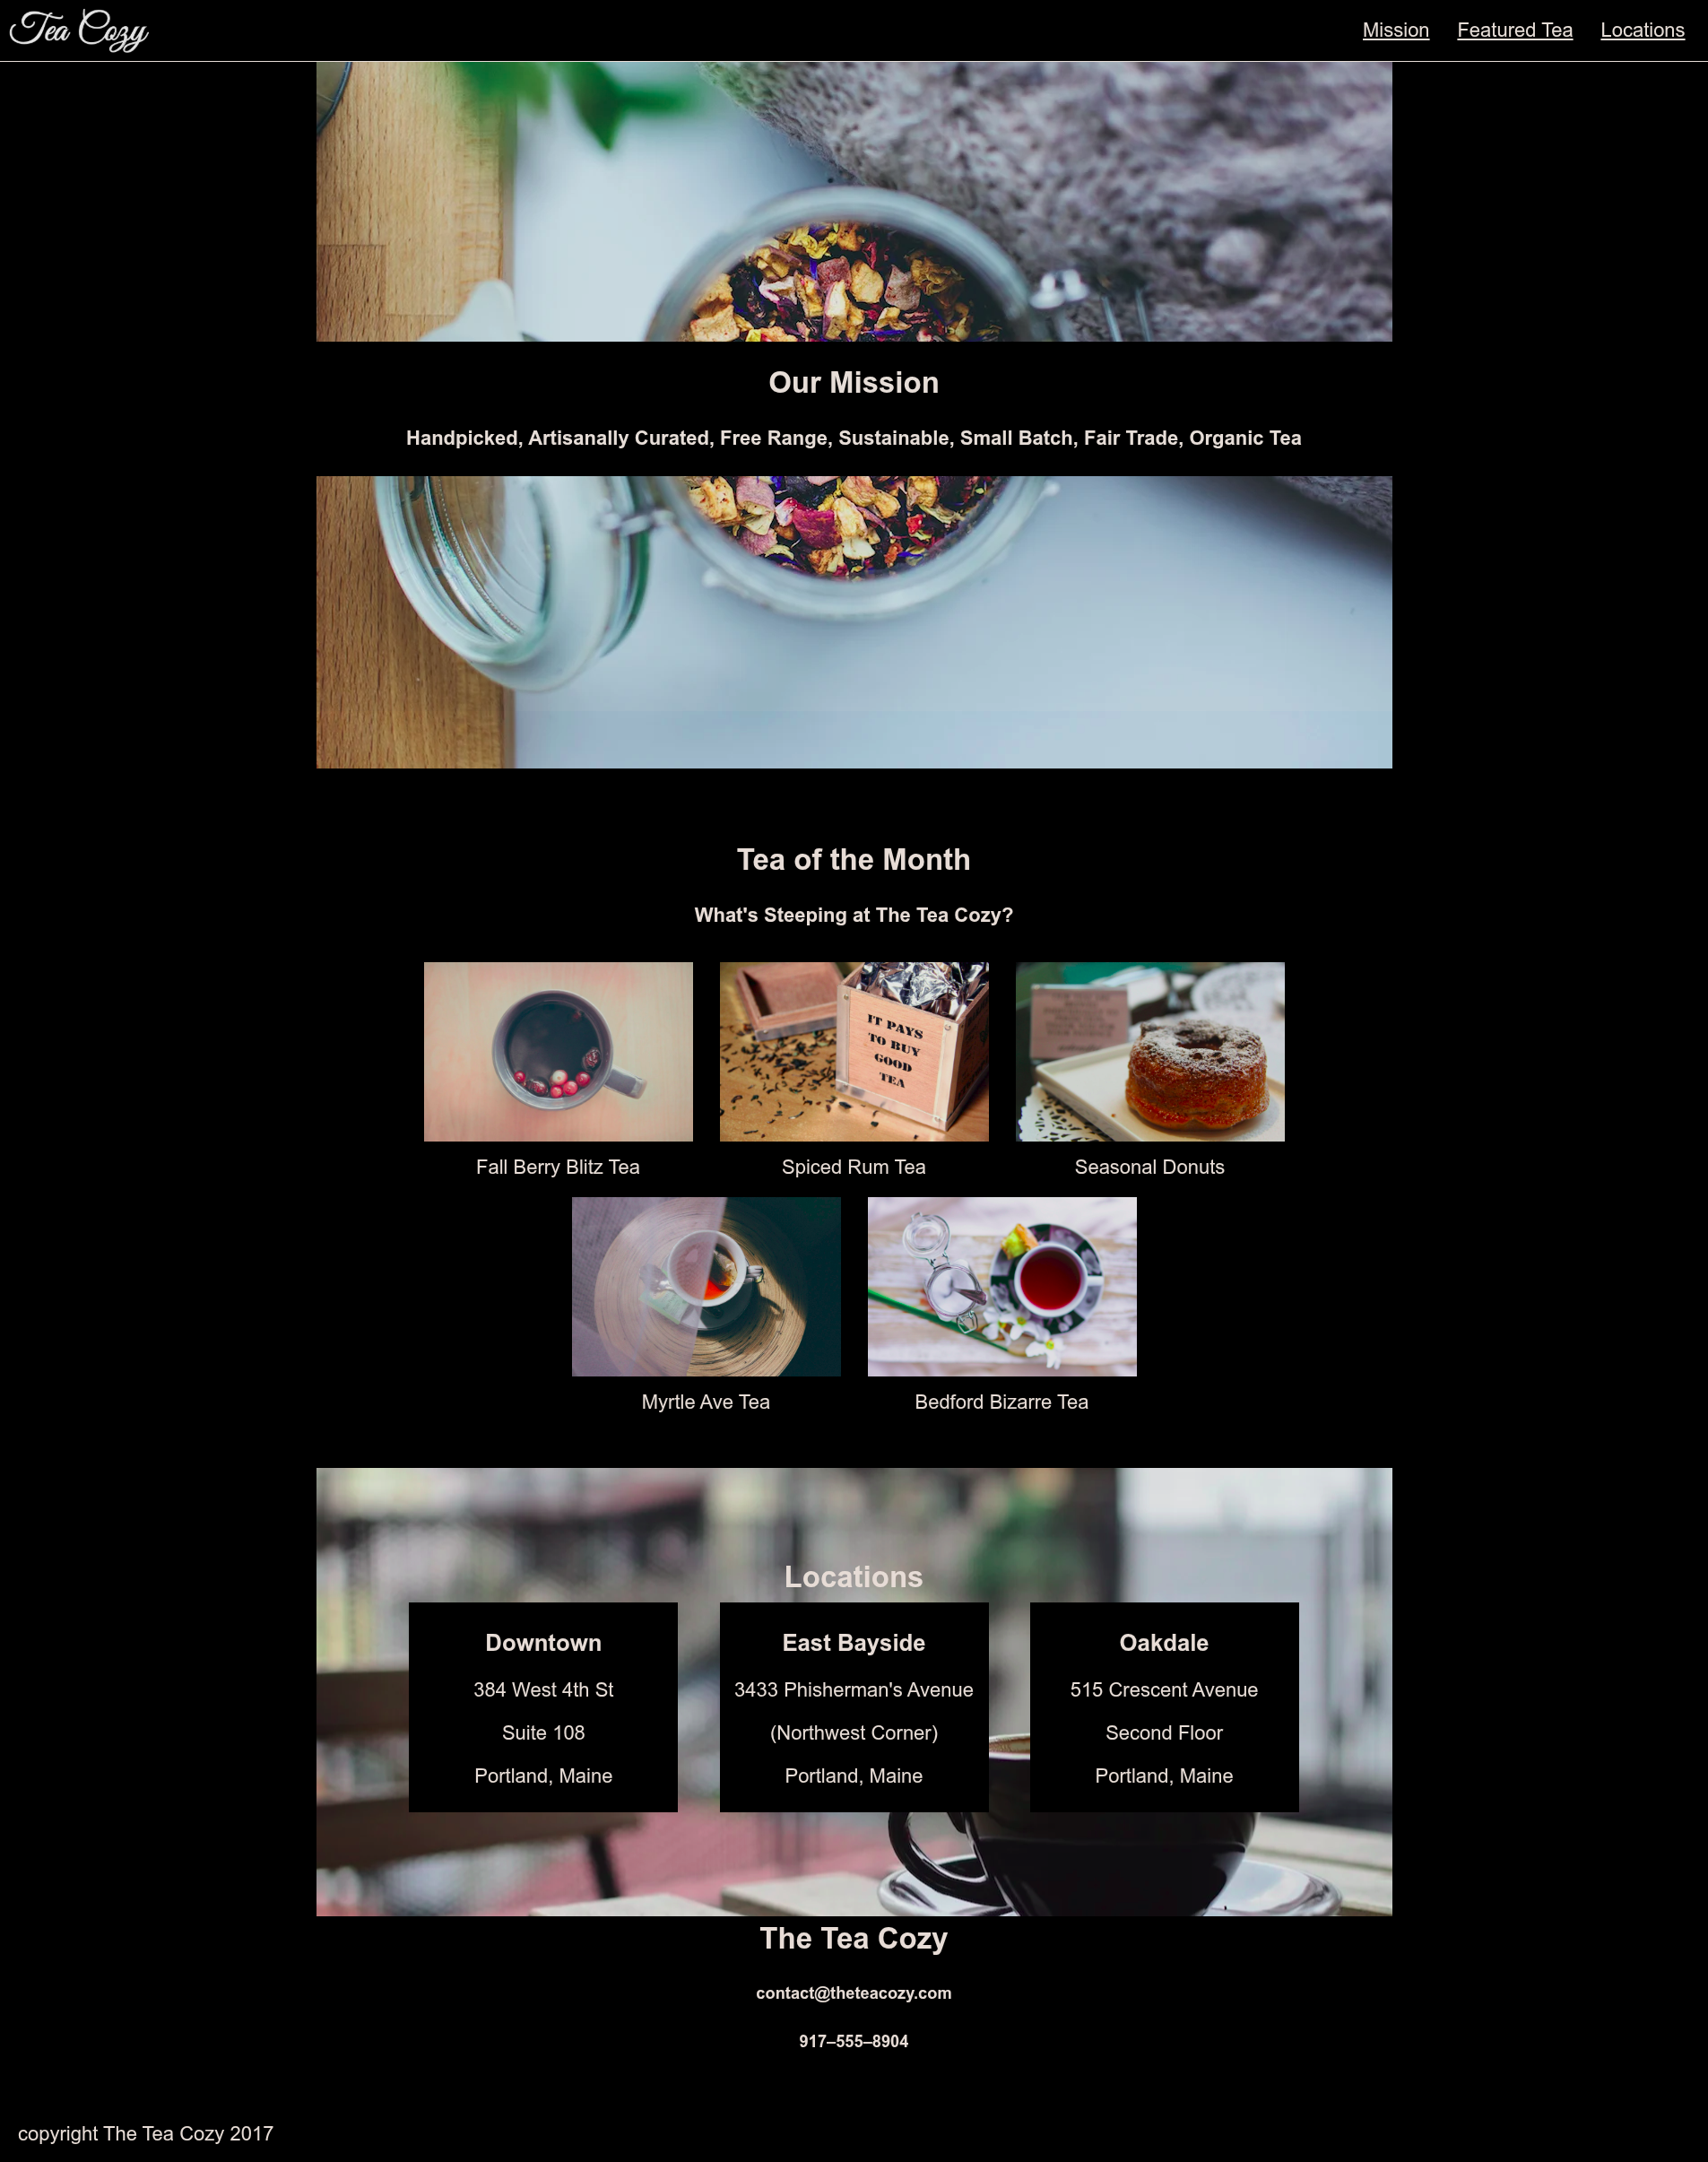 Tea Cozy
Mission Featured Tea Locations
Our Mission
Handpicked, Artisanally Curated, Free Range, Sustainable, Small Batch, Fair Trade, Organic Tea
Tea of the Month
What's Steeping at The Tea Cozy?
IT PAYS
TO BUY
GOOD
TEA
Fall Berry Blitz Tea
Spiced Rum Tea
Seasonal Donuts
Myrtle Ave Tea
Bedford Bizarre Tea
Locations
Downtown
384 West 4th St
Suite 108
Portland, Maine
East Bayside
3433 Phisherman's Avenue
(Northwest Corner)
Portland, Maine
Oakdale
515 Crescent Avenue
Second Floor
Portland, Maine
The Tea Cozy
contact@theteacozy.com
917–555–8904
copyright The Tea Cozy 2017